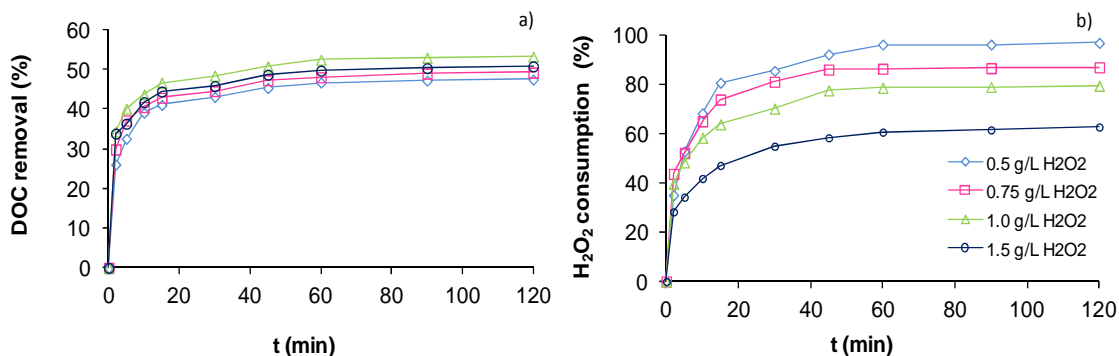 a)
DOC removal (%)
60
50
40
30
20
10
0
0 20 40 60 80 100 120
t (min)
b)
H₂O₂ consumption (%)
100
80
60
40
20
0
0 20 40 60 80 100 120
t (min)
0.5 g/L H2O2
0.75 g/L H2O2
1.0 g/L H2O2
1.5 g/L H2O2